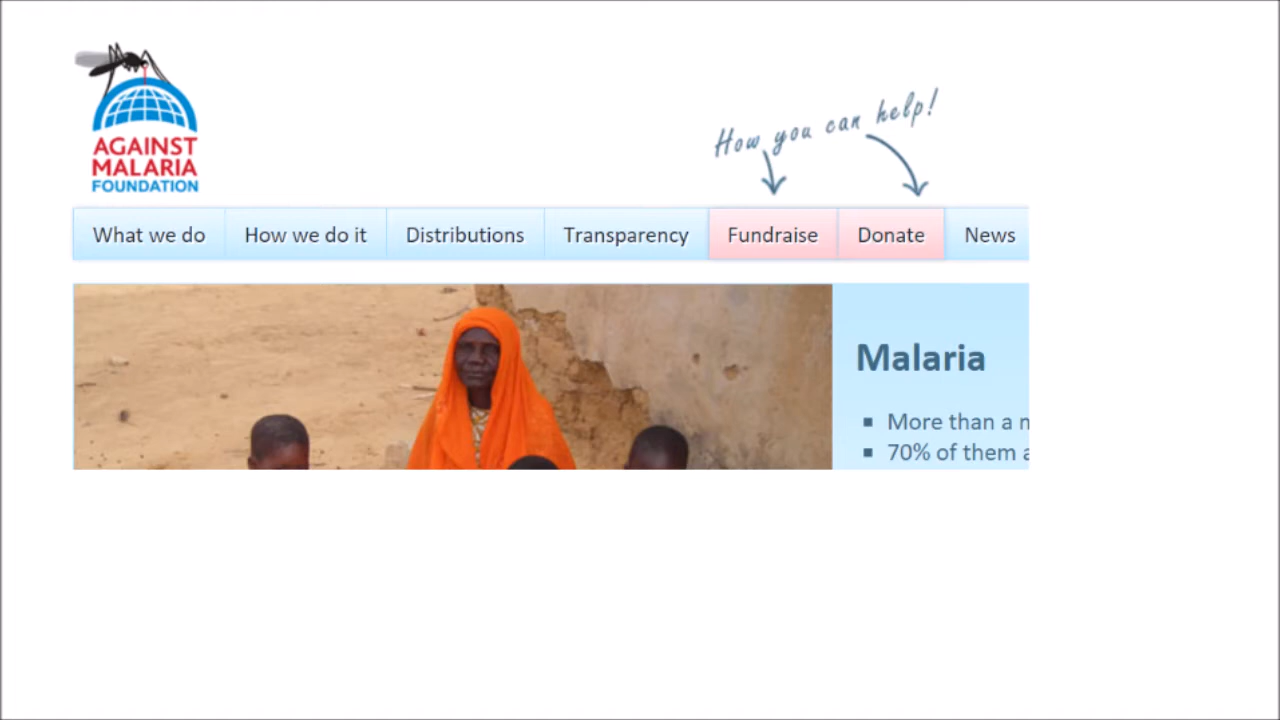 AGAINST
MALARIA
FOUNDATION
How you can help!
What we do How we do it Distributions Transparency Fundraise Donate News
Malaria
More than a
70% of them